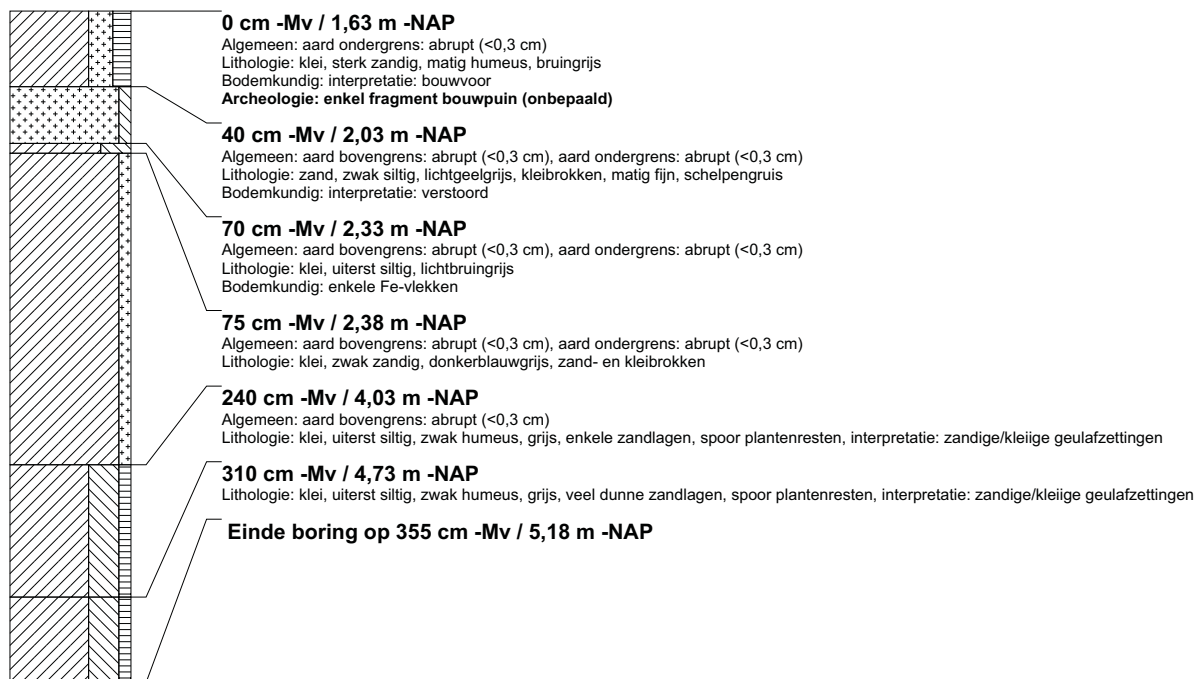 0 cm -Mv / 1,63 m -NAP
Algemeen: aard ondergrens: abrupt (<0,3 cm)
Lithologie: klei, sterk zandig, matig humeus, bruingrijs
Bodemkundig: interpretatie: bouwvoor
Archeologie: enkel fragment bouwpuin (onbepaald)
40 cm -Mv / 2,03 m -NAP
Algemeen: aard bovengrens: abrupt (<0,3 cm), aard ondergrens: abrupt (<0,3 cm)
Lithologie: zand, zwak siltig, lichtgeelgrijs, kleibrokken, matig fijn, schelpengruis
Bodemkundig: interpretatie: verstoord
70 cm -Mv / 2,33 m -NAP
Algemeen: aard bovengrens: abrupt (<0,3 cm), aard ondergrens: abrupt (<0,3 cm)
Lithologie: klei, uiterst siltig, lichtbruingrijs
Bodemkundig: enkele Fe-vlekken
75 cm -Mv / 2,38 m -NAP
Algemeen: aard bovengrens: abrupt (<0,3 cm), aard ondergrens: abrupt (<0,3 cm)
Lithologie: klei, zwak zandig, donkerblauwgrijs, zand- en kleibrokken
240 cm -Mv / 4,03 m -NAP
Algemeen: aard bovengrens: abrupt (<0,3 cm)
Lithologie: klei, uiterst siltig, zwak humeus, grijs, enkele zandlagen, spoor plantenresten, interpretatie: zandige/kleiige geulafzettingen
310 cm -Mv / 4,73 m -NAP
Lithologie: klei, uiterst siltig, zwak humeus, grijs, veel dunne zandlagen, spoor plantenresten, interpretatie: zandige/kleiige geulafzettingen
Einde boring op 355 cm -Mv / 5,18 m -NAP